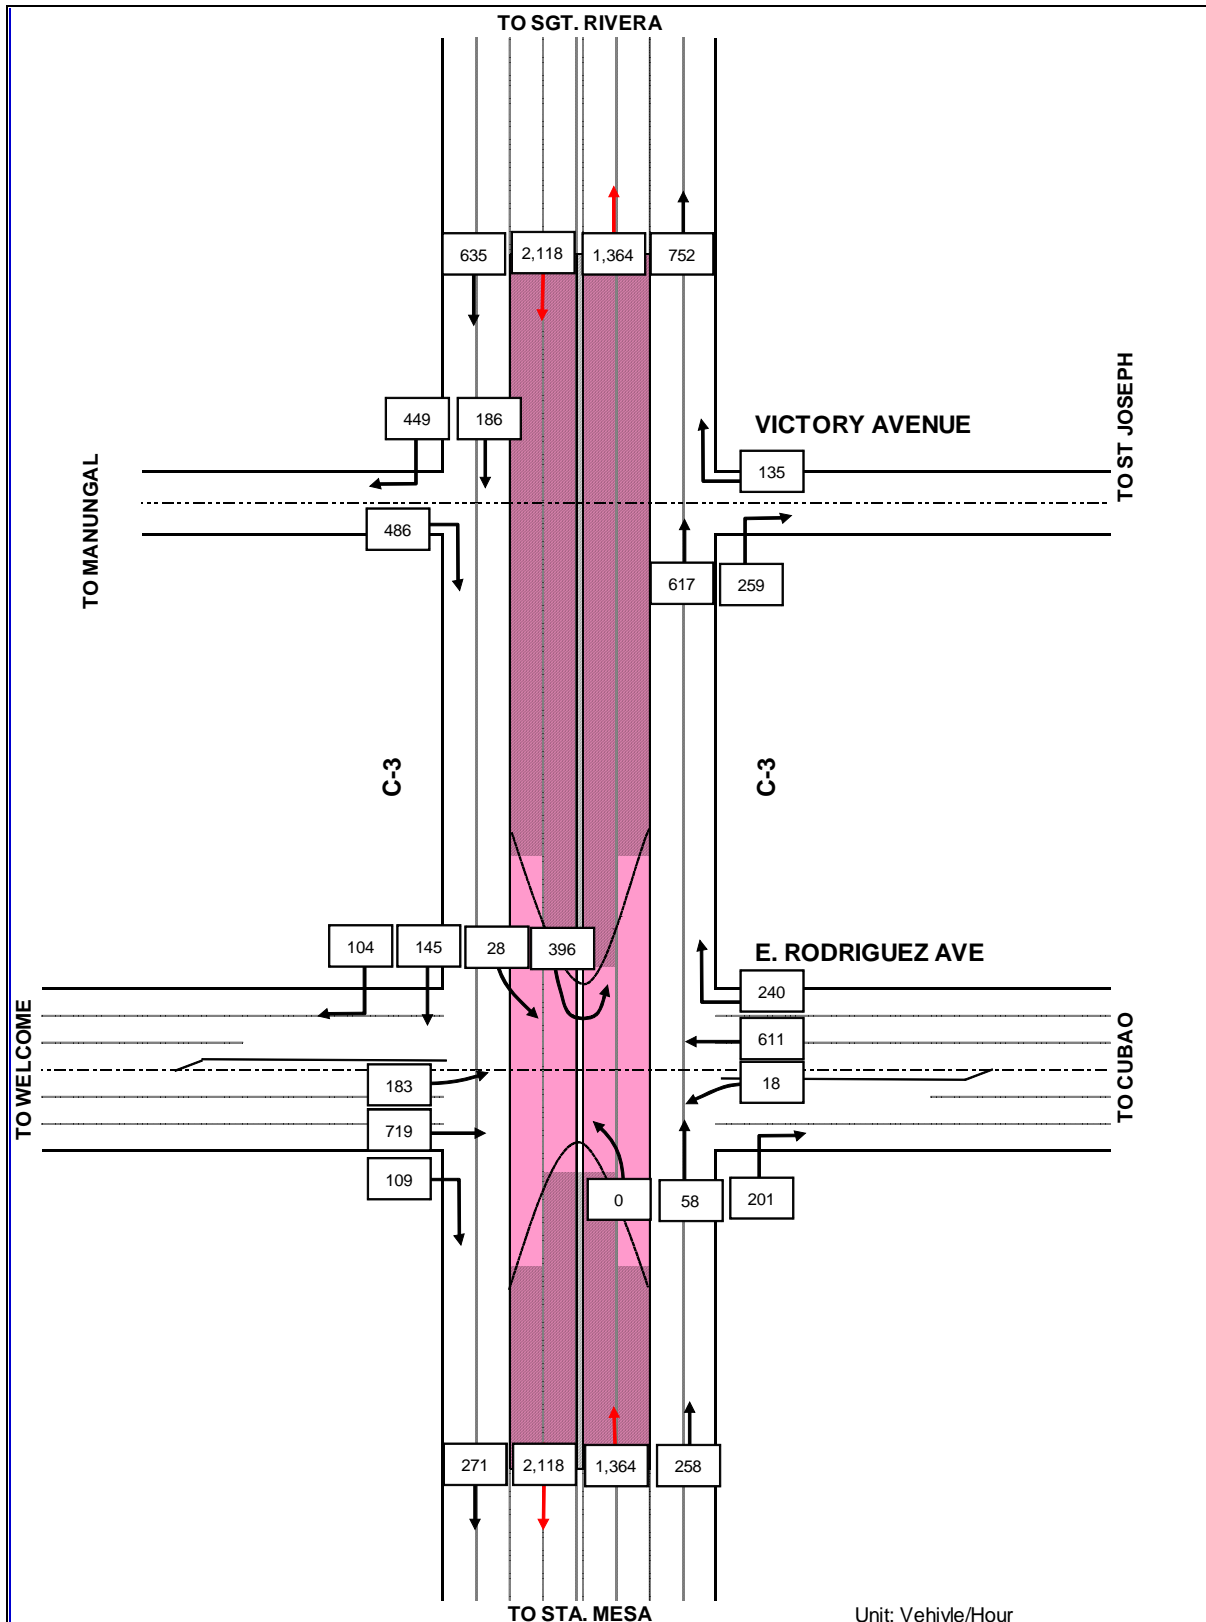 TO SGT. RIVERA
635 2,118 1,364 752
449 186
VICTORY AVENUE
135
TO ST JOSEPH
TO MANUNGAL
486
617 259
C-3 C-3
104 145 28 396
E. RODRIGUEZ AVE
240
611
18
TO WELCOME
TO CUBAO
183
719
109
0 58 201
271 2,118 1,364 258
TO STA. MESA
Unit: Vehivle/Hour